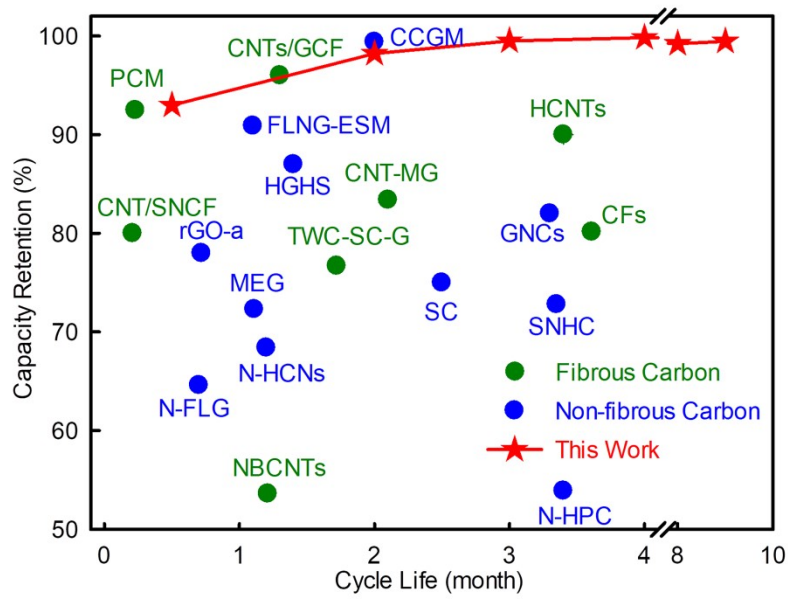 100
90
80
70
60
50
Capacity Retention (%)
CCGM
CNTs/GCF
PCM
HCNTs
FLNG-ESM
HGHS
CNT-MG
CNT/SNCF
CFs
rGO-a
TWC-SC-G
GNCs
MEG
SC
SNHC
N-HCNs
Fibrous Carbon
N-FLG
Non-fibrous Carbon
This Work
NBCNTs
N-HPC
0 1 2 3 4 8 10
Cycle Life (month)